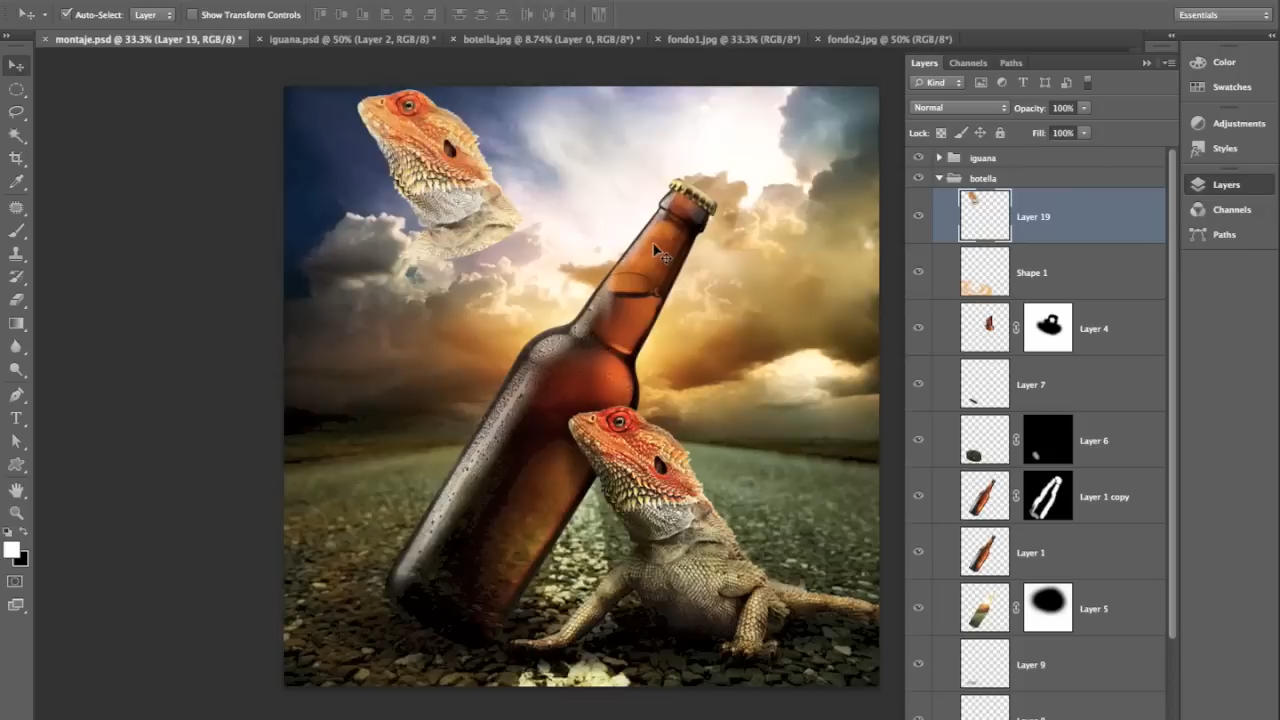 Auto-Select: Layer Show Transform Controls Essentials
montaje.psd @ 33.3% (Layer 19, RGB/8) * iguana.psd @ 50% (Layer 2, RGB/8) * botella.jpg @ 8.74% (Layer 0, RGB/8*) * fondo1.jpg @ 33.3% (RGB/8*) fondo2.jpg @ 50% (RGB/8*)
Layers Channels Paths
Kind
Normal Opacity: 100%
Lock: Fill: 100%
iguana
botella
Layer 19
Shape 1
Layer 4
Layer 7
Layer 6
Layer 1 copy
Layer 1
Layer 5
Layer 9
Color
Swatches
Adjustments
Styles
Layers
Channels
Paths